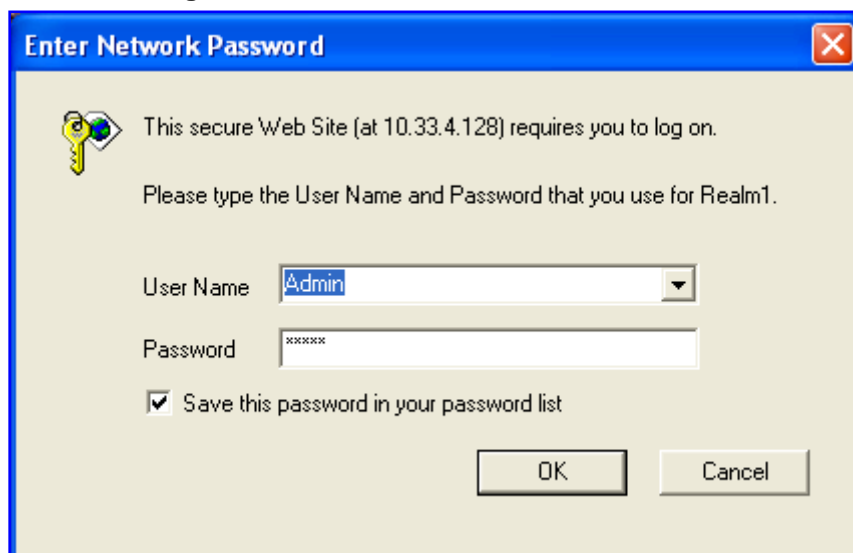 Enter Network Password
This secure Web Site (at 10.33.4.128) requires you to log on.
Please type the User Name and Password that you use for Realm1.
User Name Admin
Password *****
Save this password in your password list
OK Cancel